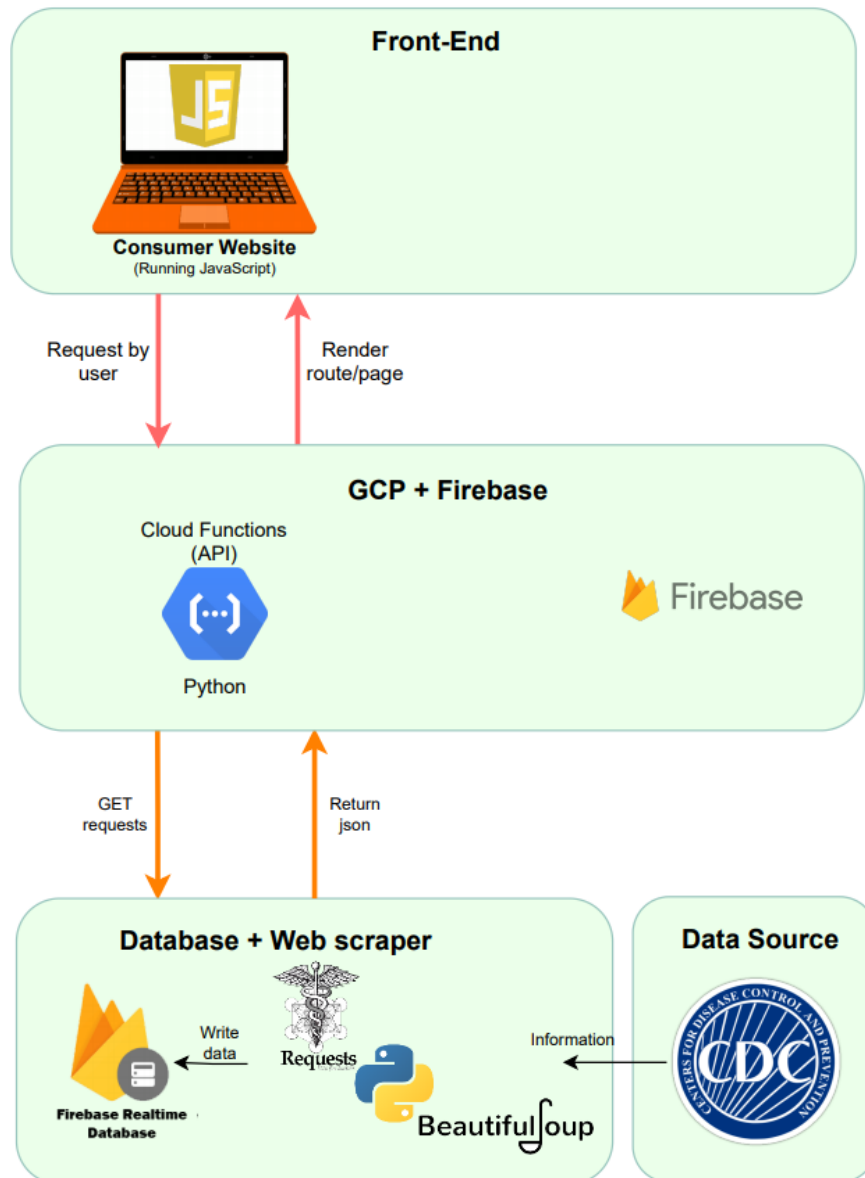 Front-End
JS
Consumer Website
(Running JavaScript)
Request by
user
Render
route/page
GCP + Firebase
Cloud Functions
(API)
Python
Firebase
GET
requests
Return
json
Database + Web scraper
Write
data
Requests
Firebase Realtime
Database
BeautifulSoup
Information
Data Source
CENTERS FOR DISEASE CONTROL AND PREVENTION
CDC